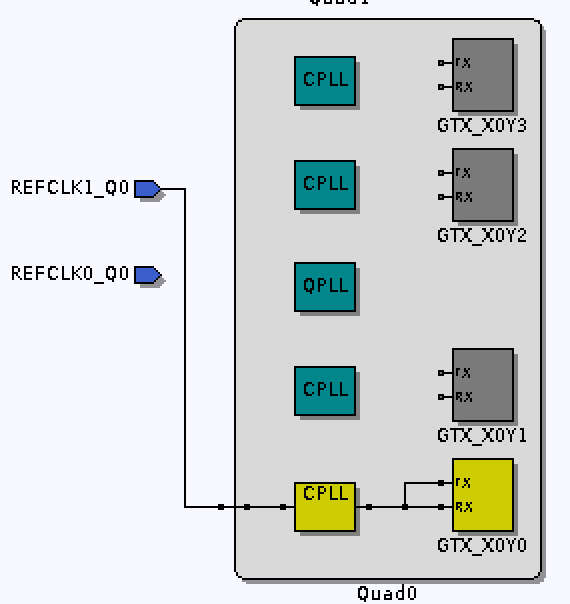 CPLL
TX
RX
GTX_X0Y3
REFCLK1_Q0
CPLL
TX
RX
GTX_X0Y2
REFCLK0_Q0
QPLL
CPLL
TX
RX
GTX_X0Y1
CPLL
TX
RX
GTX_X0Y0
Quad0